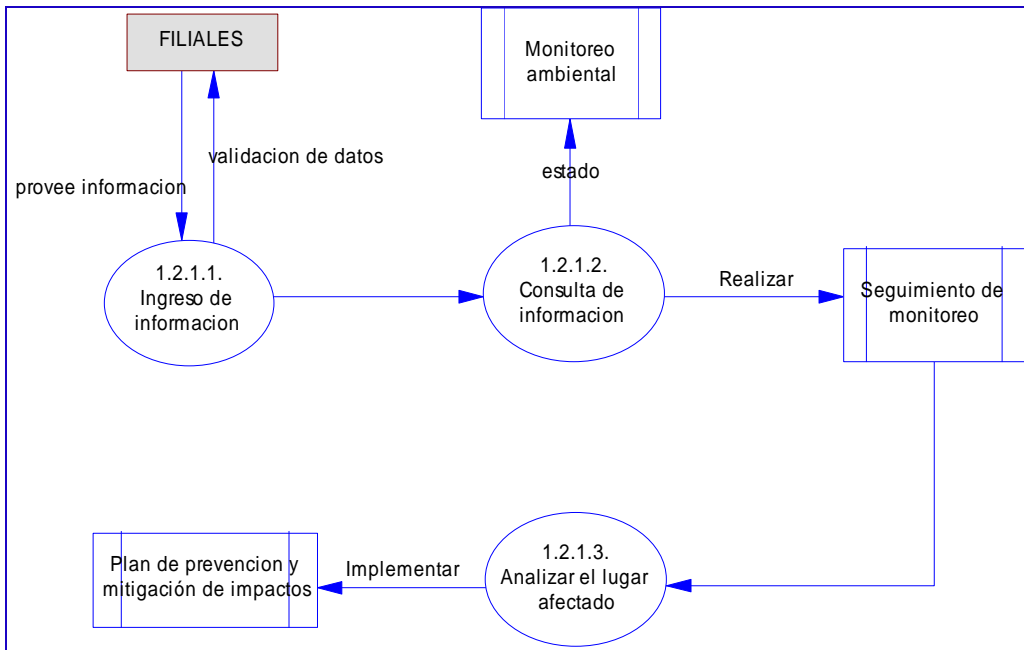 FILIALES
Monitoreo
ambiental
validacion de datos
provee informacion
estado
1.2.1.1.
Ingreso de
informacion
1.2.1.2.
Consulta de
informacion
Realizar
Seguimiento de
monitoreo
Plan de prevencion y
mitigación de impactos
Implementar
1.2.1.3.
Analizar el lugar
afectado